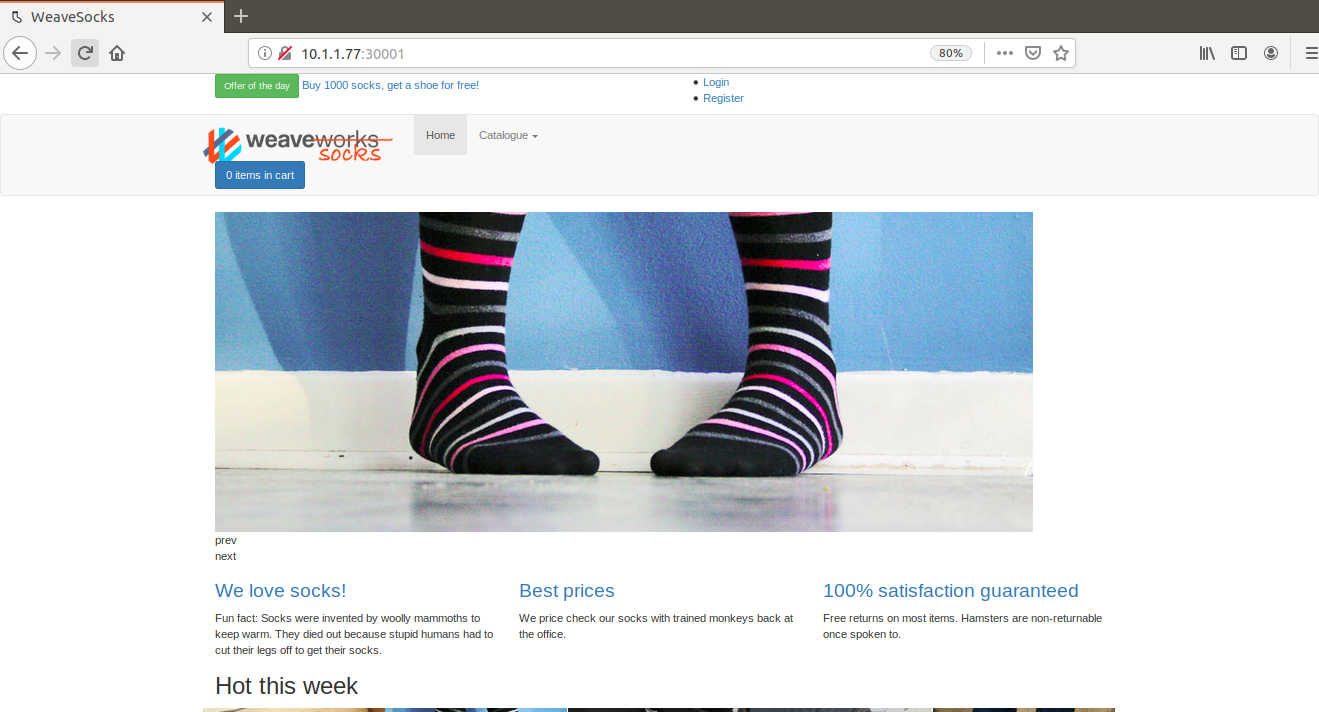 WeaveSocks
10.1.1.77:30001
80%
Offer of the day Buy 1000 socks, get a shoe for free!
Login
Register
weaveworks
socks
Home
Catalogue
0 items in cart
prev
next
We love socks!
Fun fact: Socks were invented by woolly mammoths to
keep warm. They died out because stupid humans had to
cut their legs off to get their socks.
Best prices
We price check our socks with trained monkeys back at
the office.
100% satisfaction guaranteed
Free returns on most items. Hamsters are non-returnable
once spoken to.
Hot this week